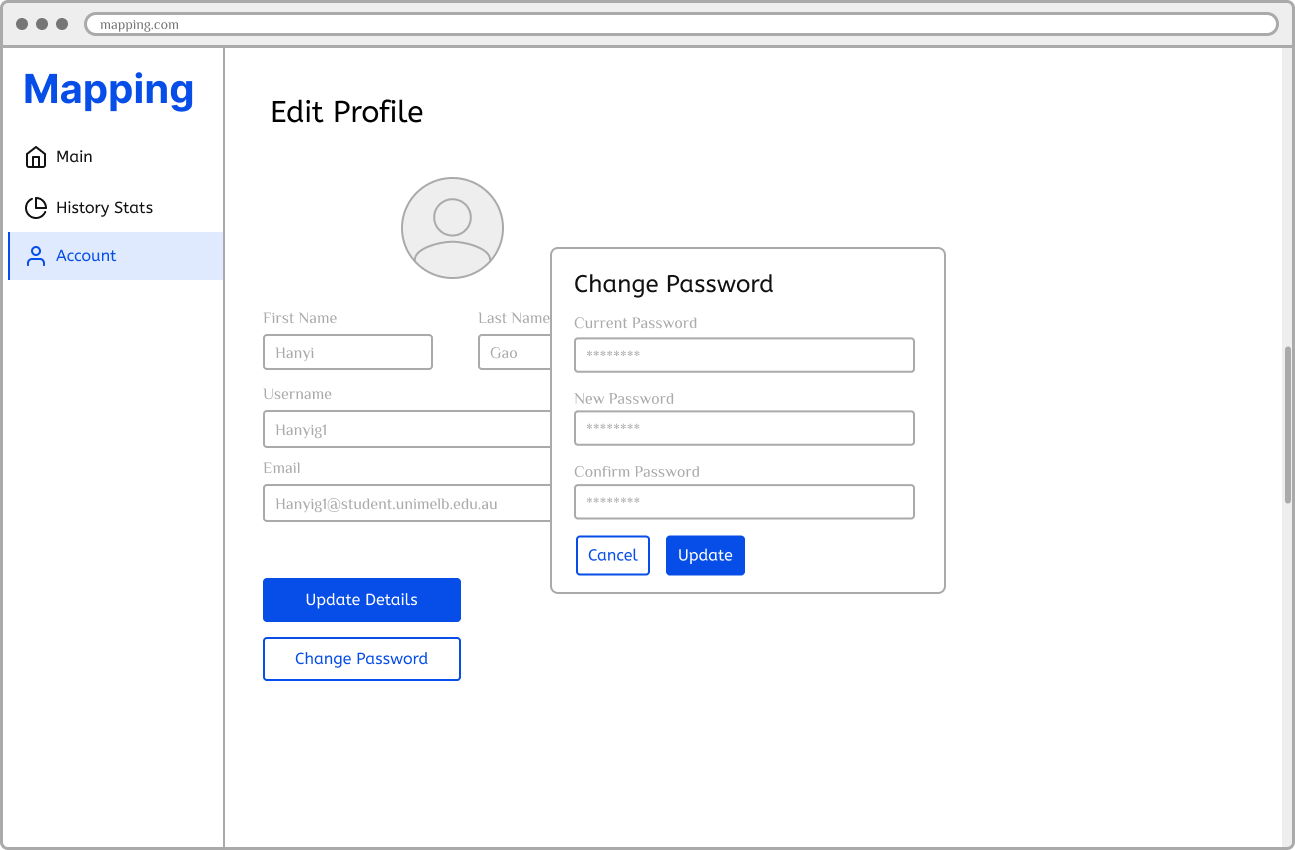 mapping.com
Mapping
Main
History Stats
Account
Edit Profile
First Name
Last Name
Hanyi
Gao
Username
Hanyig1
Email
Hanyig1@student.unimelb.edu.au
Update Details
Change Password
Change Password
Current Password
********
New Password
********
Confirm Password
********
Cancel
Update